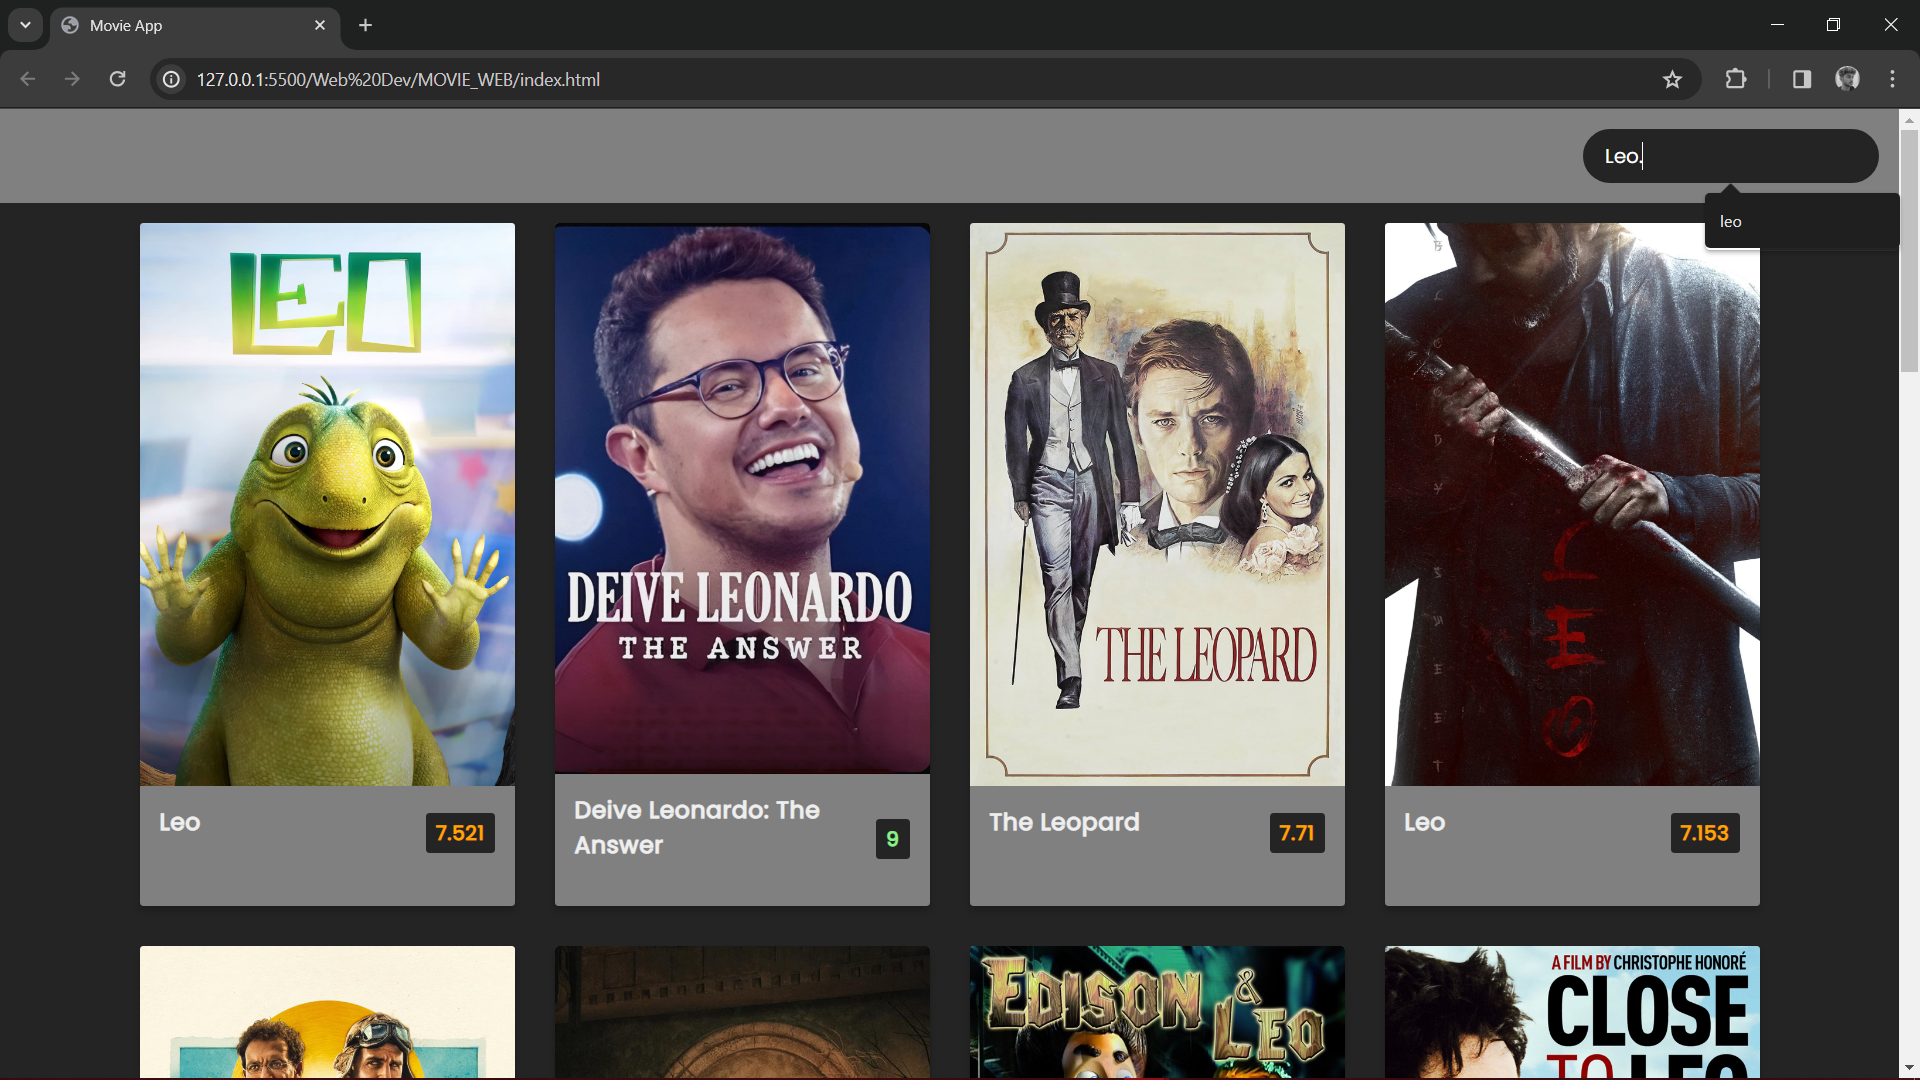 Movie App
127.0.0.1:5500/Web%20Dev/MOVIE_WEB/index.html
Leo.
leo
LEO
DEIVE LEONARDO
THE ANSWER
THE LEOPARD
LEO
B L O O D Y
S W E E T
Leo
7.521
Deive Leonardo: The
Answer
9
The Leopard
7.71
Leo
7.153
EDISON
&
LEO
A FILM BY CHRISTOPHE HONORÉ
CLOSE
TO LEO